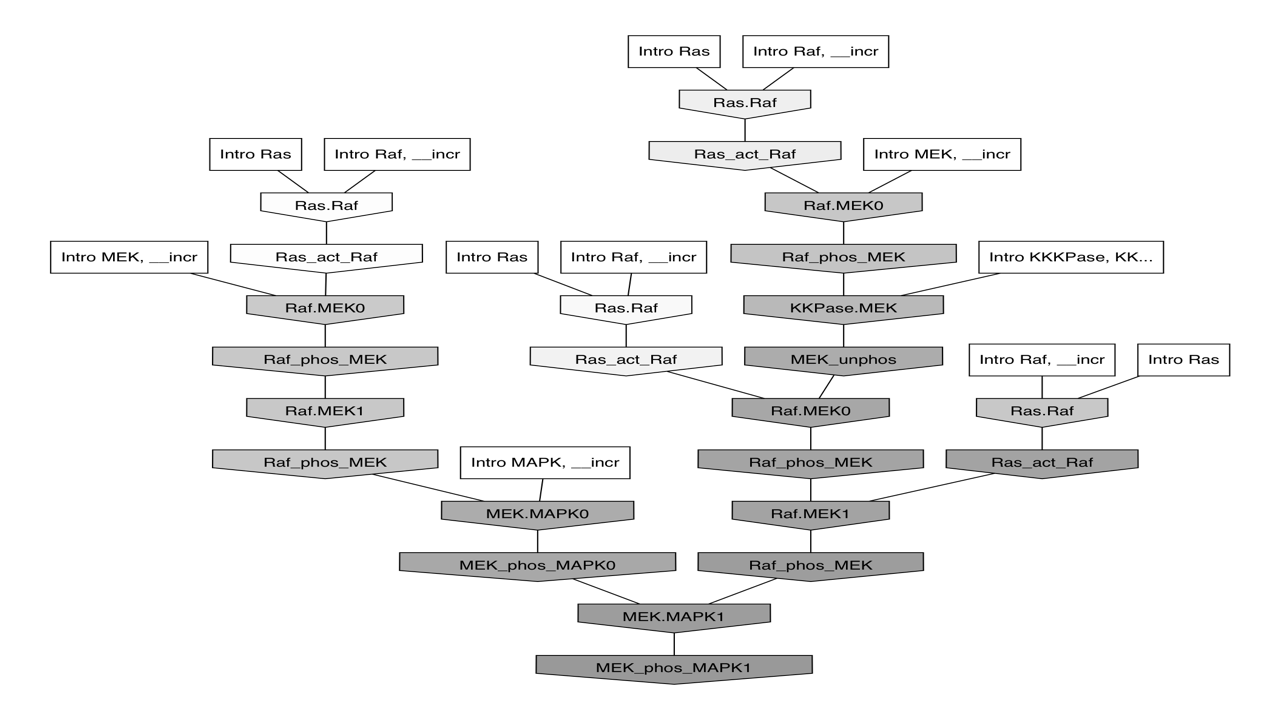 Intro Ras
Intro Raf, __incr
Ras.Raf
Intro Ras
Intro Raf, __incr
Ras_act_Raf
Intro MEK, __incr
Ras.Raf
Raf.MEK0
Intro MEK, __incr
Ras_act_Raf
Intro Ras
Intro Raf, __incr
Raf_phos_MEK
Intro KKKPase, KK...
Raf.MEK0
Ras.Raf
KKPase.MEK
Raf_phos_MEK
Ras_act_Raf
MEK_unphos
Intro Raf, __incr
Intro Ras
Raf.MEK1
Raf.MEK0
Ras.Raf
Raf_phos_MEK
Intro MAPK, __incr
Raf_phos_MEK
Ras_act_Raf
MEK.MAPK0
Raf.MEK1
MEK_phos_MAPK0
Raf_phos_MEK
MEK.MAPK1
MEK_phos_MAPK1